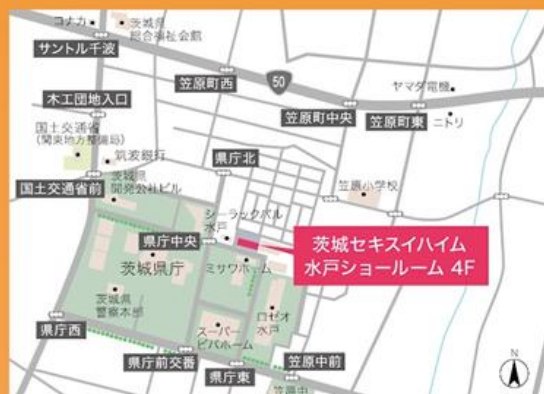 コナカ
茨城県
総合福祉会館
サントル千波
笠原町西
50
ヤマダ電機
木工団地入口
笠原町中央
笠原町東
ニトリ
国土交通省
(関東地方整備局)
筑波銀行
県庁北
国土交通省前
茨城県
開発公社ビル
笠原小学校
シーラックパル
水戸
県庁中央
茨城セキスイハイム
水戸ショールーム 4F
茨城県庁
ミサワホーム
茨城県
警察本部
ロゼオ
水戸
県庁西
スーパー
ビバホーム
県庁前交番
笠原中前
県庁東
笠原中
N